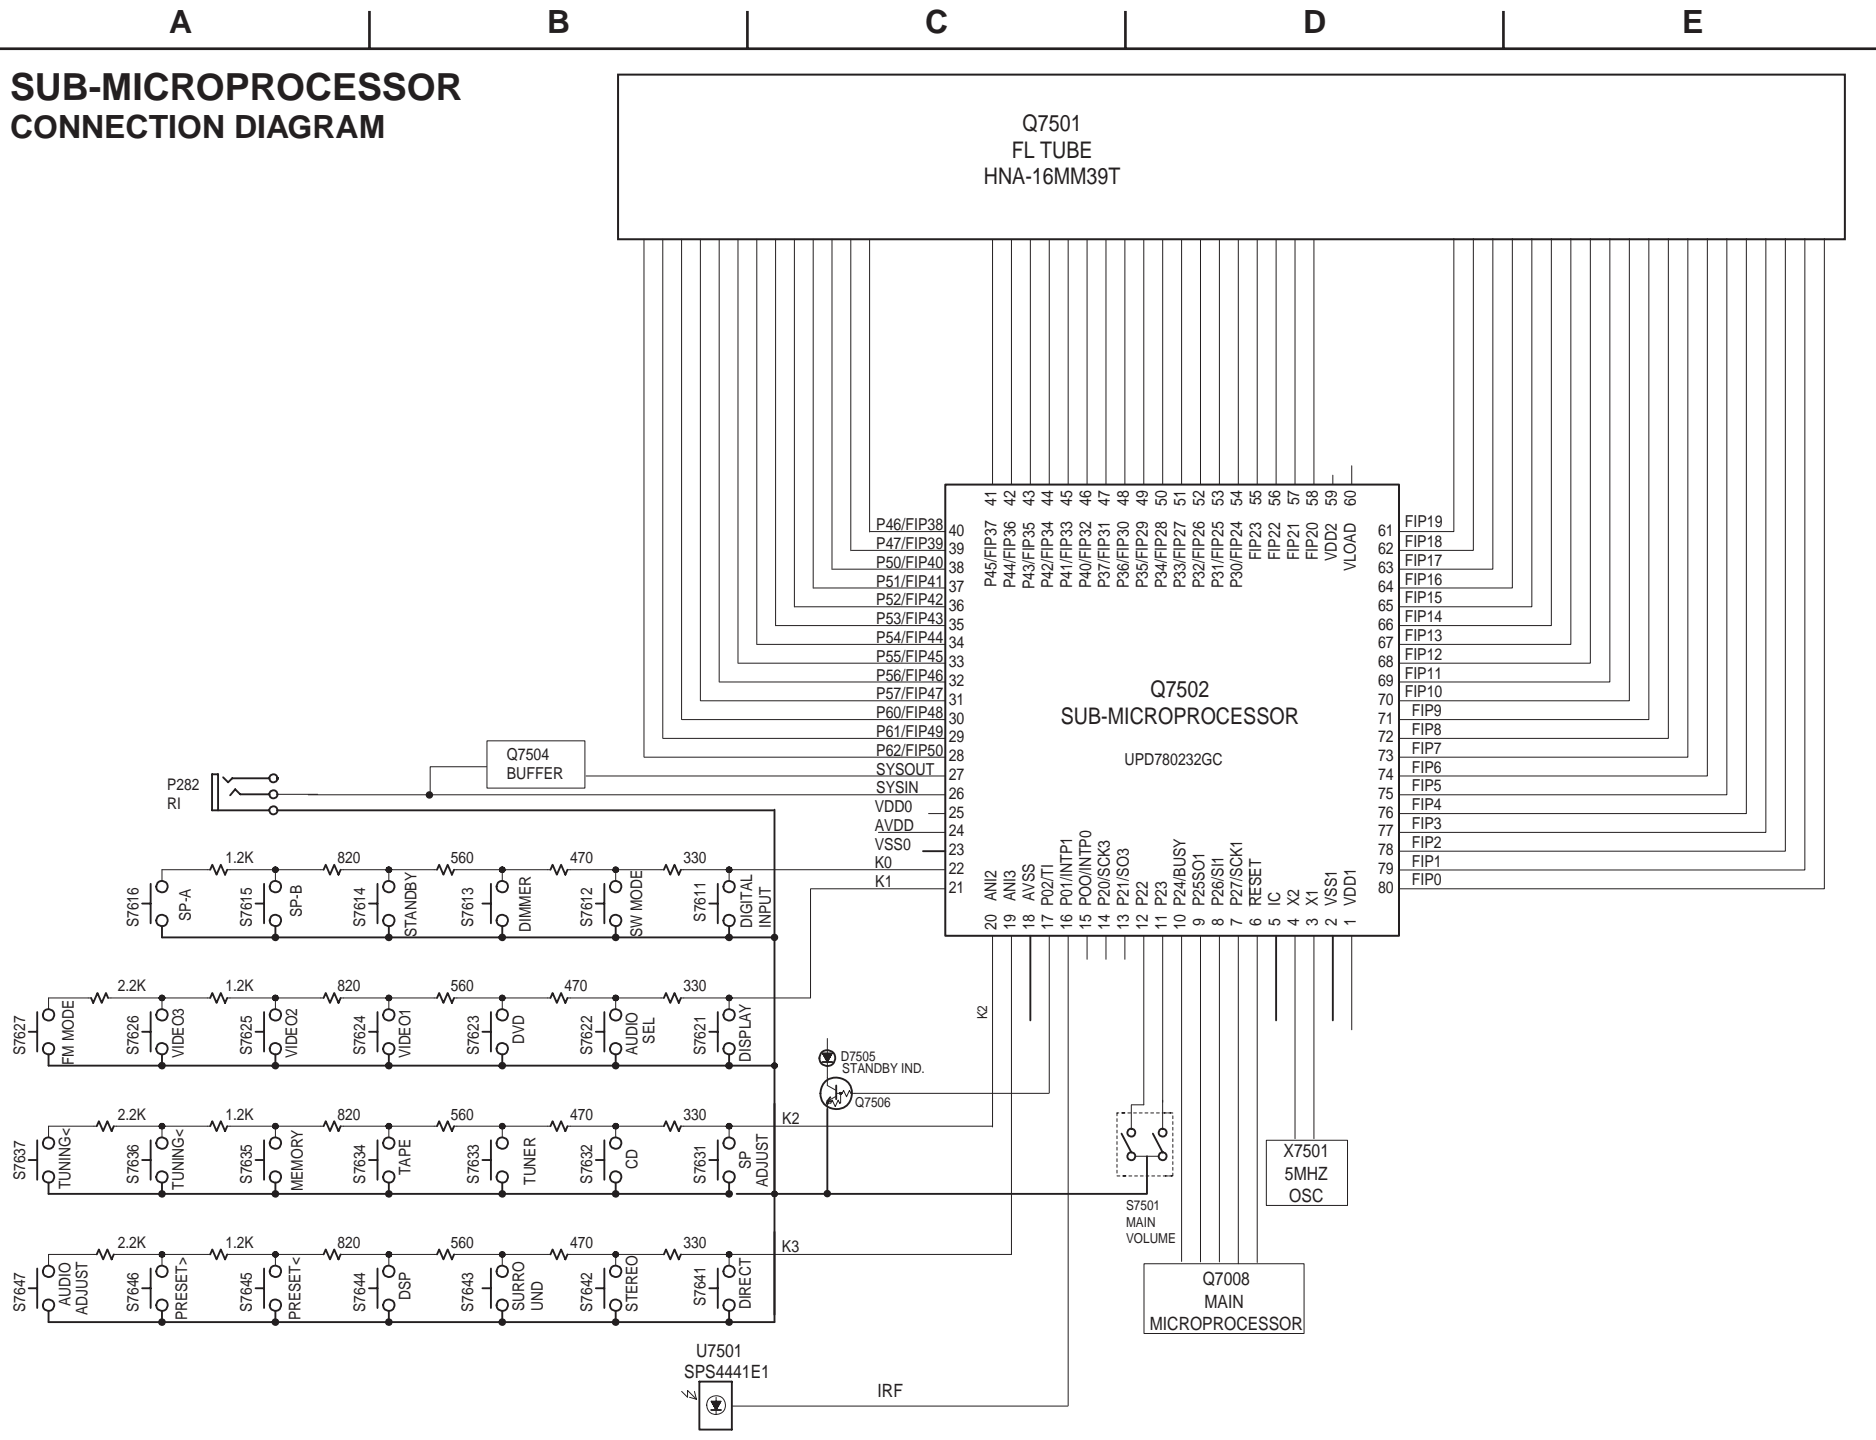 A B C D E
SUB-MICROPROCESSOR
CONNECTION DIAGRAM
Q7501
FL TUBE
HNA-16MM39T
41 42 43 44 45 46 47 48 49 50 51 52 53 54 55 56 57 58 59 60
P45/FIP37
P44/FIP36
P43/FIP35
P42/FIP34
P41/FIP33
P40/FIP32
P37/FIP31
P36/FIP30
P35/FIP29
P34/FIP28
P33/FIP27
P32/FIP26
P31/FIP25
P30/FIP24
FIP23
FIP22
FIP21
FIP20
VDD2
VLOAD
P46/FIP38 40
P47/FIP39 39
P50/FIP40 38
P51/FIP41 37
P52/FIP42 36
P53/FIP43 35
P54/FIP44 34
P55/FIP45 33
P56/FIP46 32
P57/FIP47 31
P60/FIP48 30
P61/FIP49 29
P62/FIP50 28
SYSOUT 27
SYSIN 26
VDD0 25
AVDD 24
VSS0 23
K0 22
K1 21
Q7502
SUB-MICROPROCESSOR
UPD780232GC
61 FIP19
62 FIP18
63 FIP17
64 FIP16
65 FIP15
66 FIP14
67 FIP13
68 FIP12
69 FIP11
70 FIP10
71 FIP9
72 FIP8
73 FIP7
74 FIP6
75 FIP5
76 FIP4
77 FIP3
78 FIP2
79 FIP1
80 FIP0
20 ANI2
19 ANI3
18 AVSS
17 P02/TI
16 P01/INTP1
15 POO/INTP0
14 P20/SCK3
13 P21/SO3
12 P22
11 P23
10 P24/BUSY
9 P25SO1
8 P26/SI1
7 P27/SCK1
6 RESET
5 IC
4 X2
3 X1
2 VSS1
1 VDD1
Q7504
BUFFER
P282
RI
1.2K 820 560 470 330
S7616 SP-A
S7615 SP-B
S7614 STANDBY
S7613 DIMMER
S7612 SW MODE
S7611 DIGITAL
INPUT
2.2K 1.2K 820 560 470 330
S7627 FM MODE
S7626 VIDEO3
S7625 VIDEO2
S7624 VIDEO1
S7623 DVD
S7622 AUDIO
SEL
S7621 DISPLAY
K2
D7505
STANDBY IND.
Q7506
2.2K 1.2K 820 560 470 330 K2
S7637 TUNING<
S7636 TUNING<
S7635 MEMORY
S7634 TAPE
S7633 TUNER
S7632 CD
S7631 SP
ADJUST
S7501
MAIN
VOLUME
X7501
5MHZ
OSC
2.2K 1.2K 820 560 470 330 K3
S7647 AUDIO
ADJUST
S7646 PRESET>
S7645 PRESET<
S7644 DSP
S7643 SURRO
UND
S7642 STEREO
S7641 DIRECT
Q7008
MAIN
MICROPROCESSOR
U7501
SPS4441E1
IRF